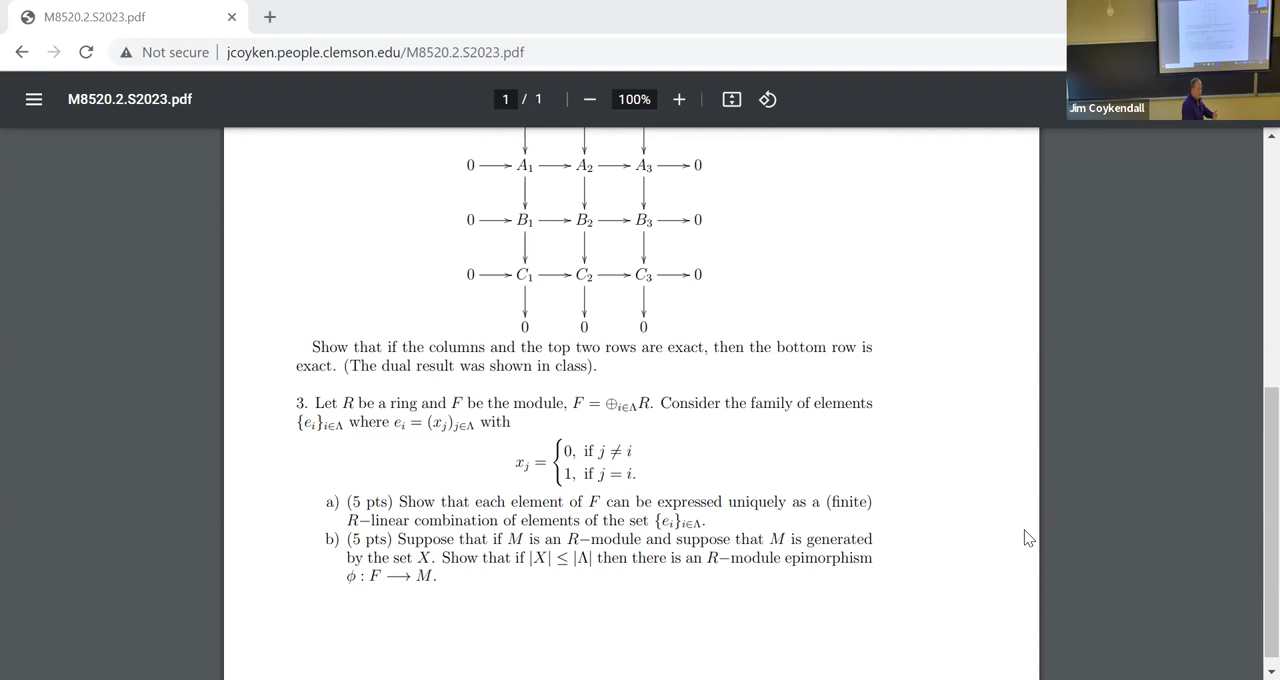 M8520.2.S2023.pdf
Not secure | jcoyken.people.clemson.edu/M8520.2.S2023.pdf
M8520.2.S2023.pdf
1 / 1
100%
Jim Coykendall
0 → A₁ → A₂ → A₃ → 0
0 → B₁ → B₂ → B₃ → 0
0 → C₁ → C₂ → C₃ → 0
0 0 0
Show that if the columns and the top two rows are exact, then the bottom row is
exact. (The dual result was shown in class).
3. Let R be a ring and F be the module, F = ⊕_{i∈Λ}R. Consider the family of elements
{e_i}_{i∈Λ} where e_i = (x_j)_{j∈Λ} with
x_j = { 0, if j ≠ i
1, if j = i.
a) (5 pts) Show that each element of F can be expressed uniquely as a (finite)
R−linear combination of elements of the set {e_i}_{i∈Λ}.
b) (5 pts) Suppose that if M is an R−module and suppose that M is generated
by the set X. Show that if |X| ≤ |Λ| then there is an R−module epimorphism
ϕ : F ⟶ M.